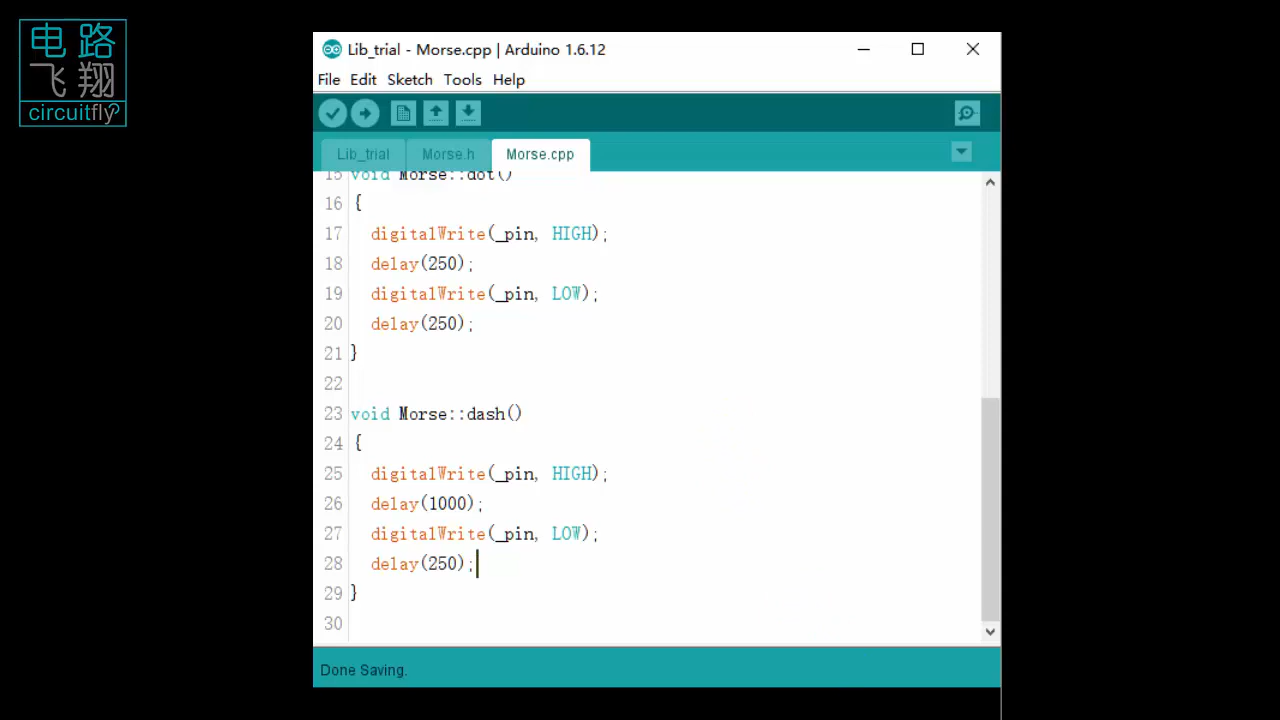 电路
飞翔
circuitfly
Lib_trial - Morse.cpp | Arduino 1.6.12
File Edit Sketch Tools Help
Lib_trial Morse.h Morse.cpp
15 void Morse::dot()
16 {
17 digitalWrite(_pin, HIGH);
18 delay(250);
19 digitalWrite(_pin, LOW);
20 delay(250);
21 }
22
23 void Morse::dash()
24 {
25 digitalWrite(_pin, HIGH);
26 delay(1000);
27 digitalWrite(_pin, LOW);
28 delay(250);
29 }
30
Done Saving.